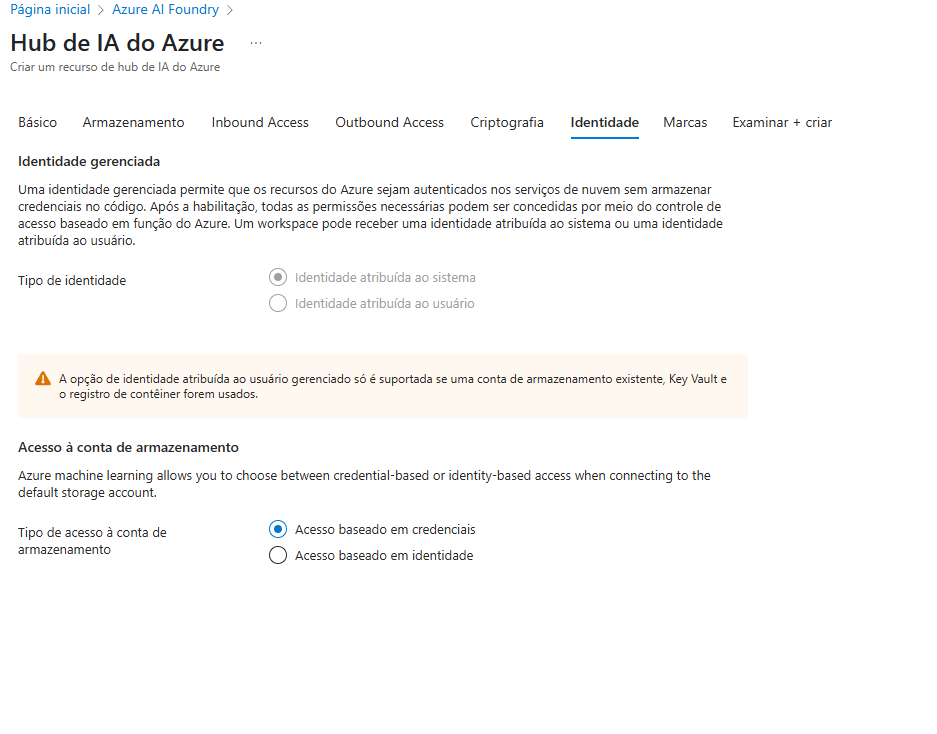 Página inicial > Azure AI Foundry >
Hub de IA do Azure ...
Criar um recurso de hub de IA do Azure
Básico Armazenamento Inbound Access Outbound Access Criptografia Identidade Marcas Examinar + criar
Identidade gerenciada
Uma identidade gerenciada permite que os recursos do Azure sejam autenticados nos serviços de nuvem sem armazenar
credenciais no código. Após a habilitação, todas as permissões necessárias podem ser concedidas por meio do controle de
acesso baseado em função do Azure. Um workspace pode receber uma identidade atribuída ao sistema ou uma identidade
atribuída ao usuário.
Tipo de identidade
Identidade atribuída ao sistema
Identidade atribuída ao usuário
A opção de identidade atribuída ao usuário gerenciado só é suportada se uma conta de armazenamento existente, Key Vault e
o registro de contêiner forem usados.
Acesso à conta de armazenamento
Azure machine learning allows you to choose between credential-based or identity-based access when connecting to the
default storage account.
Tipo de acesso à conta de
armazenamento
Acesso baseado em credenciais
Acesso baseado em identidade